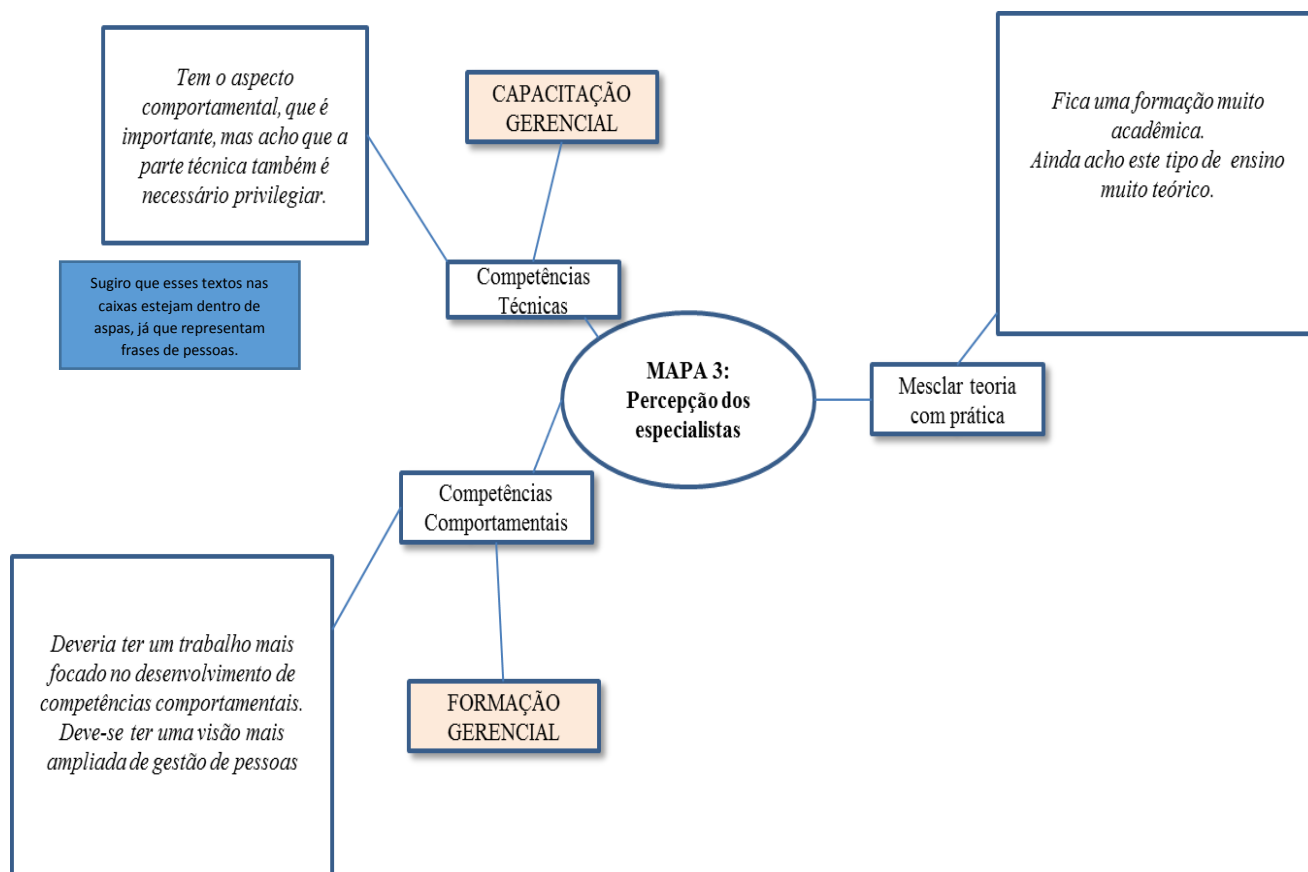 Tem o aspecto
comportamental, que é
importante, mas acho que a
parte técnica também é
necessário privilegiar.
CAPACITAÇÃO
GERENCIAL
Fica uma formação muito
acadêmica.
Ainda acho este tipo de ensino
muito teórico.
Sugiro que esses textos nas
caixas estejam dentro de
aspas, já que representam
frases de pessoas.
Competências
Técnicas
MAPA 3:
Percepção dos
especialistas
Mesclar teoria
com prática
Competências
Comportamentais
Deveria ter um trabalho mais
focado no desenvolvimento de
competências comportamentais.
Deve-se ter uma visão mais
ampliada de gestão de pessoas
FORMAÇÃO
GERENCIAL